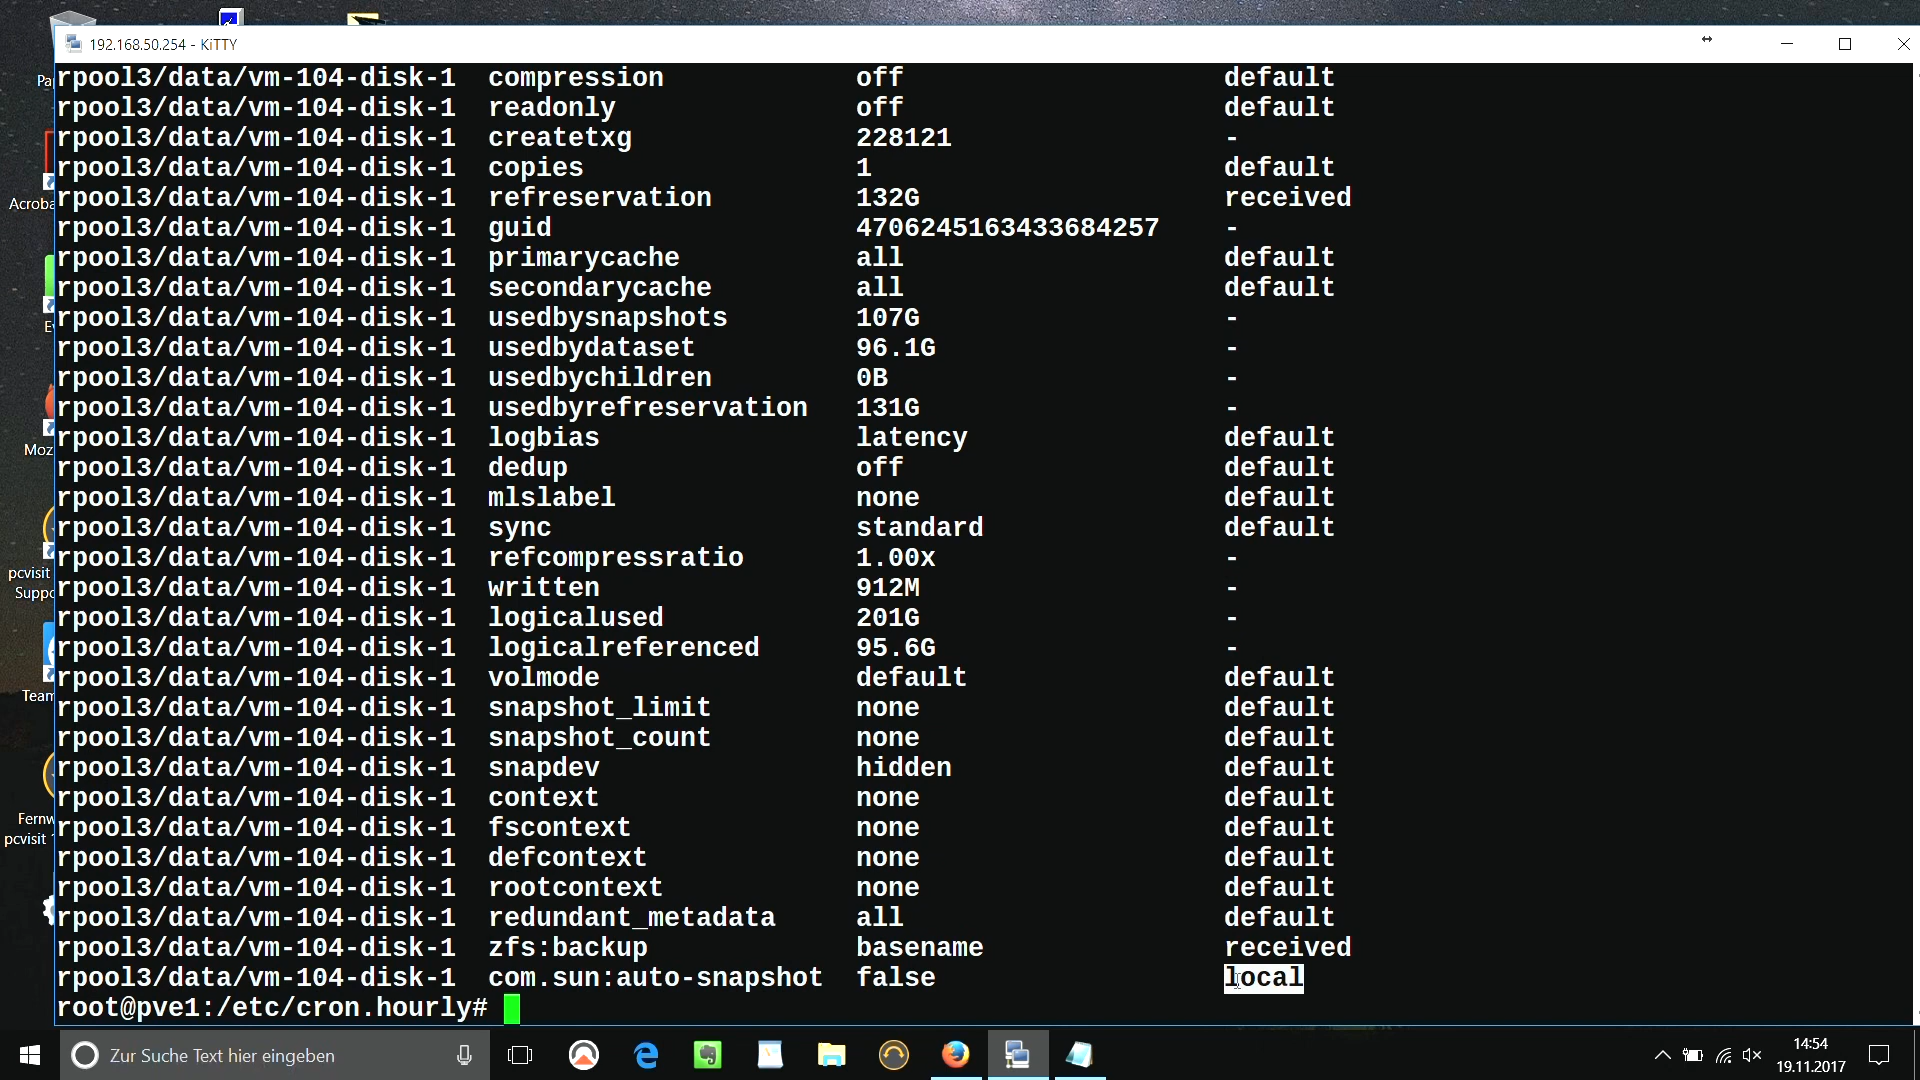 192.168.50.254 - KiTTY
rpool3/data/vm-104-disk-1 compression off default
rpool3/data/vm-104-disk-1 readonly off default
rpool3/data/vm-104-disk-1 createtxg 228121 -
rpool3/data/vm-104-disk-1 copies 1 default
rpool3/data/vm-104-disk-1 refreservation 132G received
rpool3/data/vm-104-disk-1 guid 4706245163433684257 -
rpool3/data/vm-104-disk-1 primarycache all default
rpool3/data/vm-104-disk-1 secondarycache all default
rpool3/data/vm-104-disk-1 usedbysnapshots 107G -
rpool3/data/vm-104-disk-1 usedbydataset 96.1G -
rpool3/data/vm-104-disk-1 usedbychildren 0B -
rpool3/data/vm-104-disk-1 usedbyrefreservation 131G -
rpool3/data/vm-104-disk-1 logbias latency default
rpool3/data/vm-104-disk-1 dedup off default
rpool3/data/vm-104-disk-1 mlslabel none default
rpool3/data/vm-104-disk-1 sync standard default
rpool3/data/vm-104-disk-1 refcompressratio 1.00x -
rpool3/data/vm-104-disk-1 written 912M -
rpool3/data/vm-104-disk-1 logicalused 201G -
rpool3/data/vm-104-disk-1 logicalreferenced 95.6G -
rpool3/data/vm-104-disk-1 volmode default default
rpool3/data/vm-104-disk-1 snapshot_limit none default
rpool3/data/vm-104-disk-1 snapshot_count none default
rpool3/data/vm-104-disk-1 snapdev hidden default
rpool3/data/vm-104-disk-1 context none default
rpool3/data/vm-104-disk-1 fscontext none default
rpool3/data/vm-104-disk-1 defcontext none default
rpool3/data/vm-104-disk-1 rootcontext none default
rpool3/data/vm-104-disk-1 redundant_metadata all default
rpool3/data/vm-104-disk-1 zfs:backup basename received
rpool3/data/vm-104-disk-1 com.sun:auto-snapshot false local
root@pve1:/etc/cron.hourly#
Pa
Acroba
E
Moz
pcvisit
Suppo
Team
Fernw
pcvisit
Zur Suche Text hier eingeben
14:54
19.11.2017